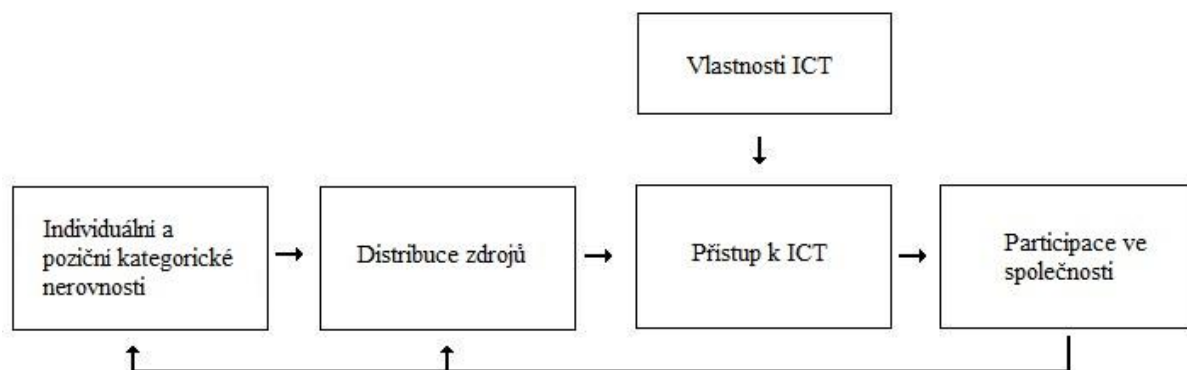 Vlastnosti ICT
Individuální a
poziční kategorické
nerovnosti
Distribuce zdrojů
Přístup k ICT
Participace ve
společnosti